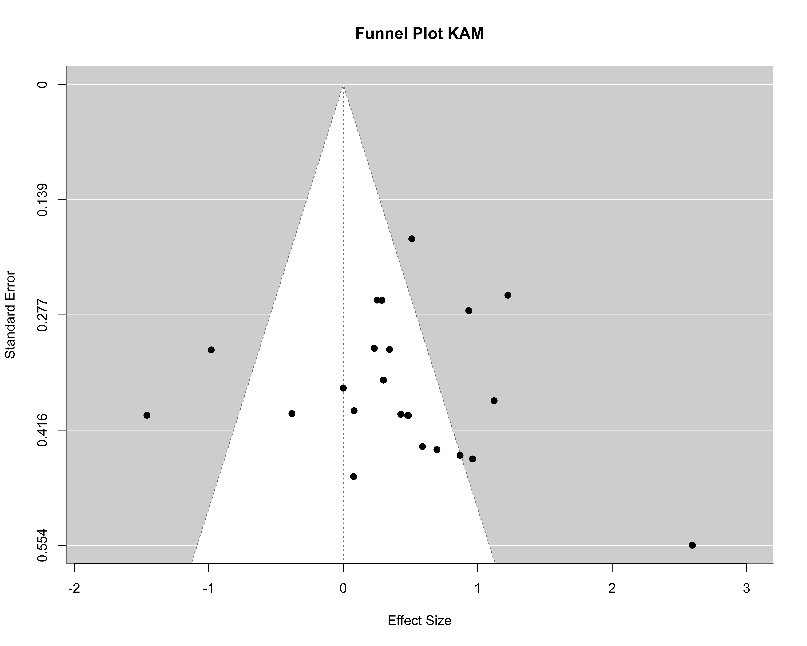 Funnel Plot KAM
Standard Error
0
0.139
0.277
0.416
0.554
-2 -1 0 1 2 3
Effect Size